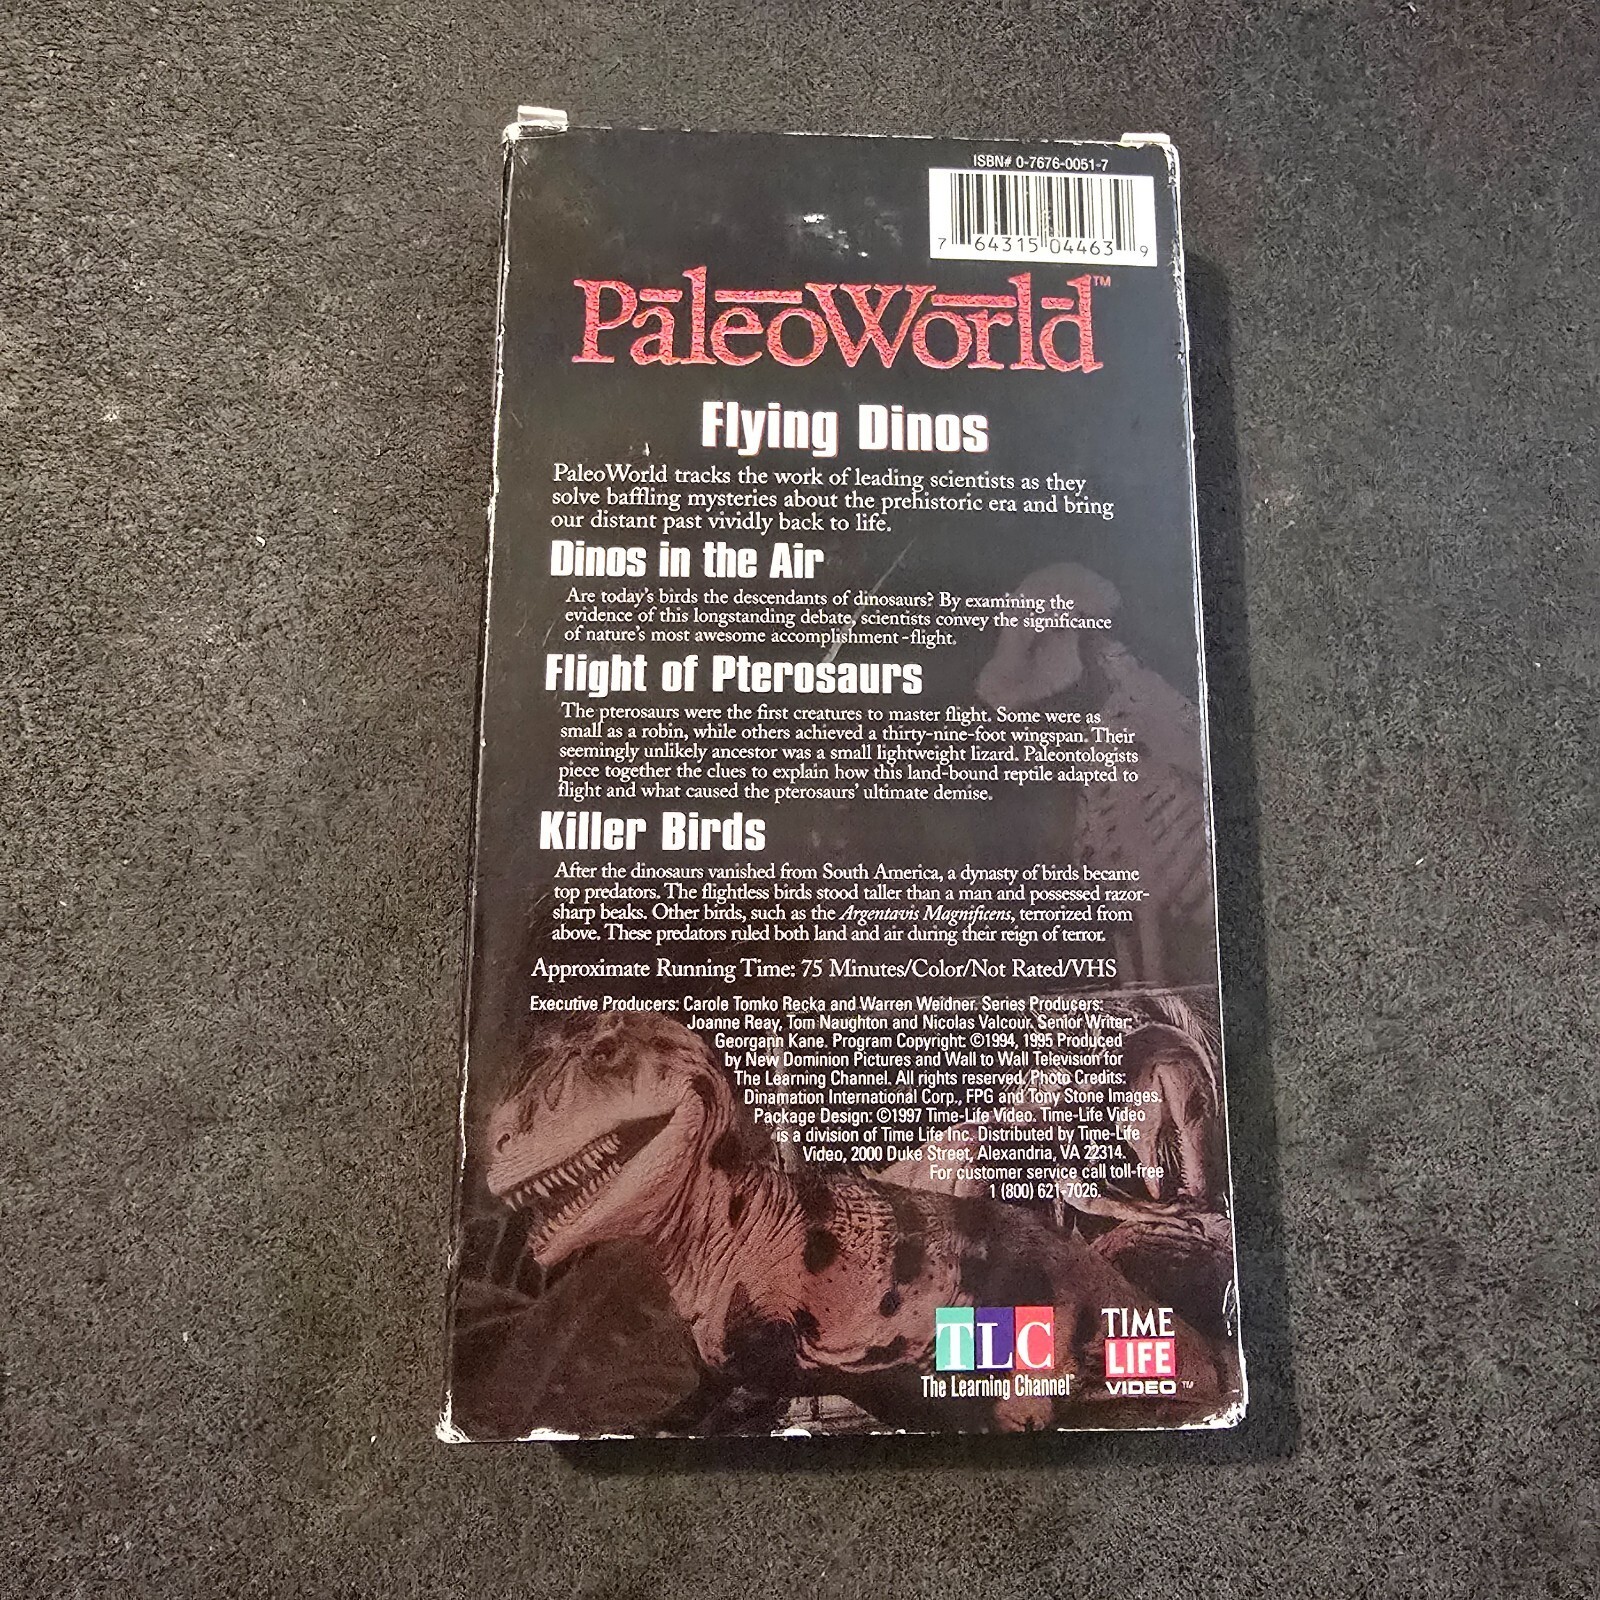 ISBN# 0-7676-0051-7
7 64315 04463 9
PaleoWorld™
Flying Dinos
PaleoWorld tracks the work of leading scientists as they
solve baffling mysteries about the prehistoric era and bring
our distant past vividly back to life.
Dinos in the Air
Are today's birds the descendants of dinosaurs? By examining the
evidence of this longstanding debate, scientists convey the significance
of nature's most awesome accomplishment-flight.
Flight of Pterosaurs
The pterosaurs were the first creatures to master flight. Some were as
small as a robin, while others achieved a thirty-nine-foot wingspan. Their
seemingly unlikely ancestor was a small lightweight lizard. Paleontologists
piece together the clues to explain how this land-bound reptile adapted to
flight and what caused the pterosaurs' ultimate demise.
Killer Birds
After the dinosaurs vanished from South America, a dynasty of birds became
top predators. The flightless birds stood taller than a man and possessed razor-
sharp beaks. Other birds, such as the Argentavis Magnificens, terrorized from
above. These predators ruled both land and air during their reign of terror.
Approximate Running Time: 75 Minutes/Color/Not Rated/VHS
Executive Producers: Carole Tomko Recka and Warren Weidner. Series Producers:
Joanne Reay, Tom Naughton and Nicolas Valcour. Senior Writer:
Georgann Kane. Program Copyright: ©1994, 1995 Produced
by New Dominion Pictures and Wall to Wall Television for
The Learning Channel. All rights reserved. Photo Credits:
Dinamation International Corp., FPG and Tony Stone Images.
Package Design: ©1997 Time-Life Video. Time-Life Video
is a division of Time Life Inc. Distributed by Time-Life
Video, 2000 Duke Street, Alexandria, VA 22314.
For customer service call toll-free
1 (800) 621-7026.
TLC
The Learning Channel®
TIME
LIFE
VIDEO™